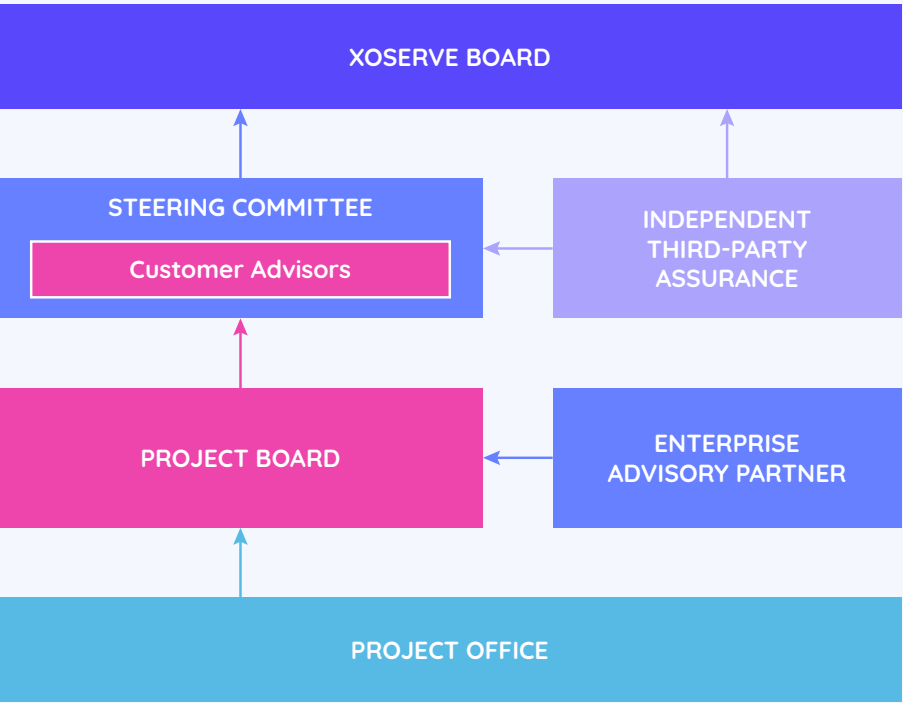 XOSERVE BOARD
STEERING COMMITTEE
Customer Advisors
INDEPENDENT
THIRD-PARTY
ASSURANCE
PROJECT BOARD
ENTERPRISE
ADVISORY PARTNER
PROJECT OFFICE